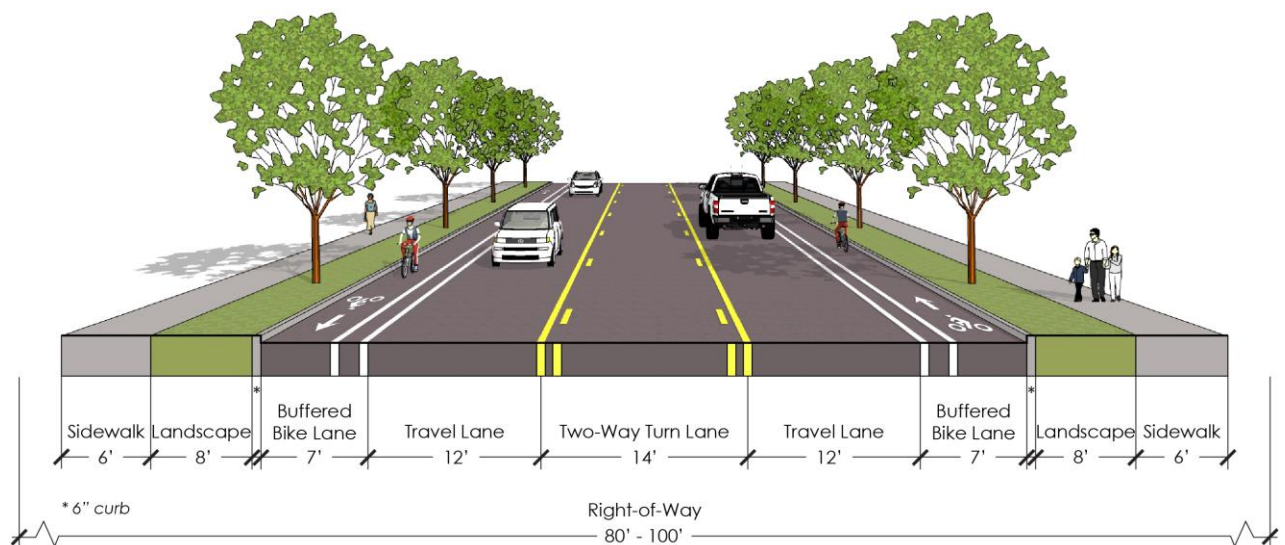 *
*
Sidewalk
6’
Landscape
8’
Buffered
Bike Lane
7’
Travel Lane
12’
Two-Way Turn Lane
14’
Travel Lane
12’
Buffered
Bike Lane
7’
Landscape
8’
Sidewalk
6’
* 6” curb
Right-of-Way
80’ - 100’